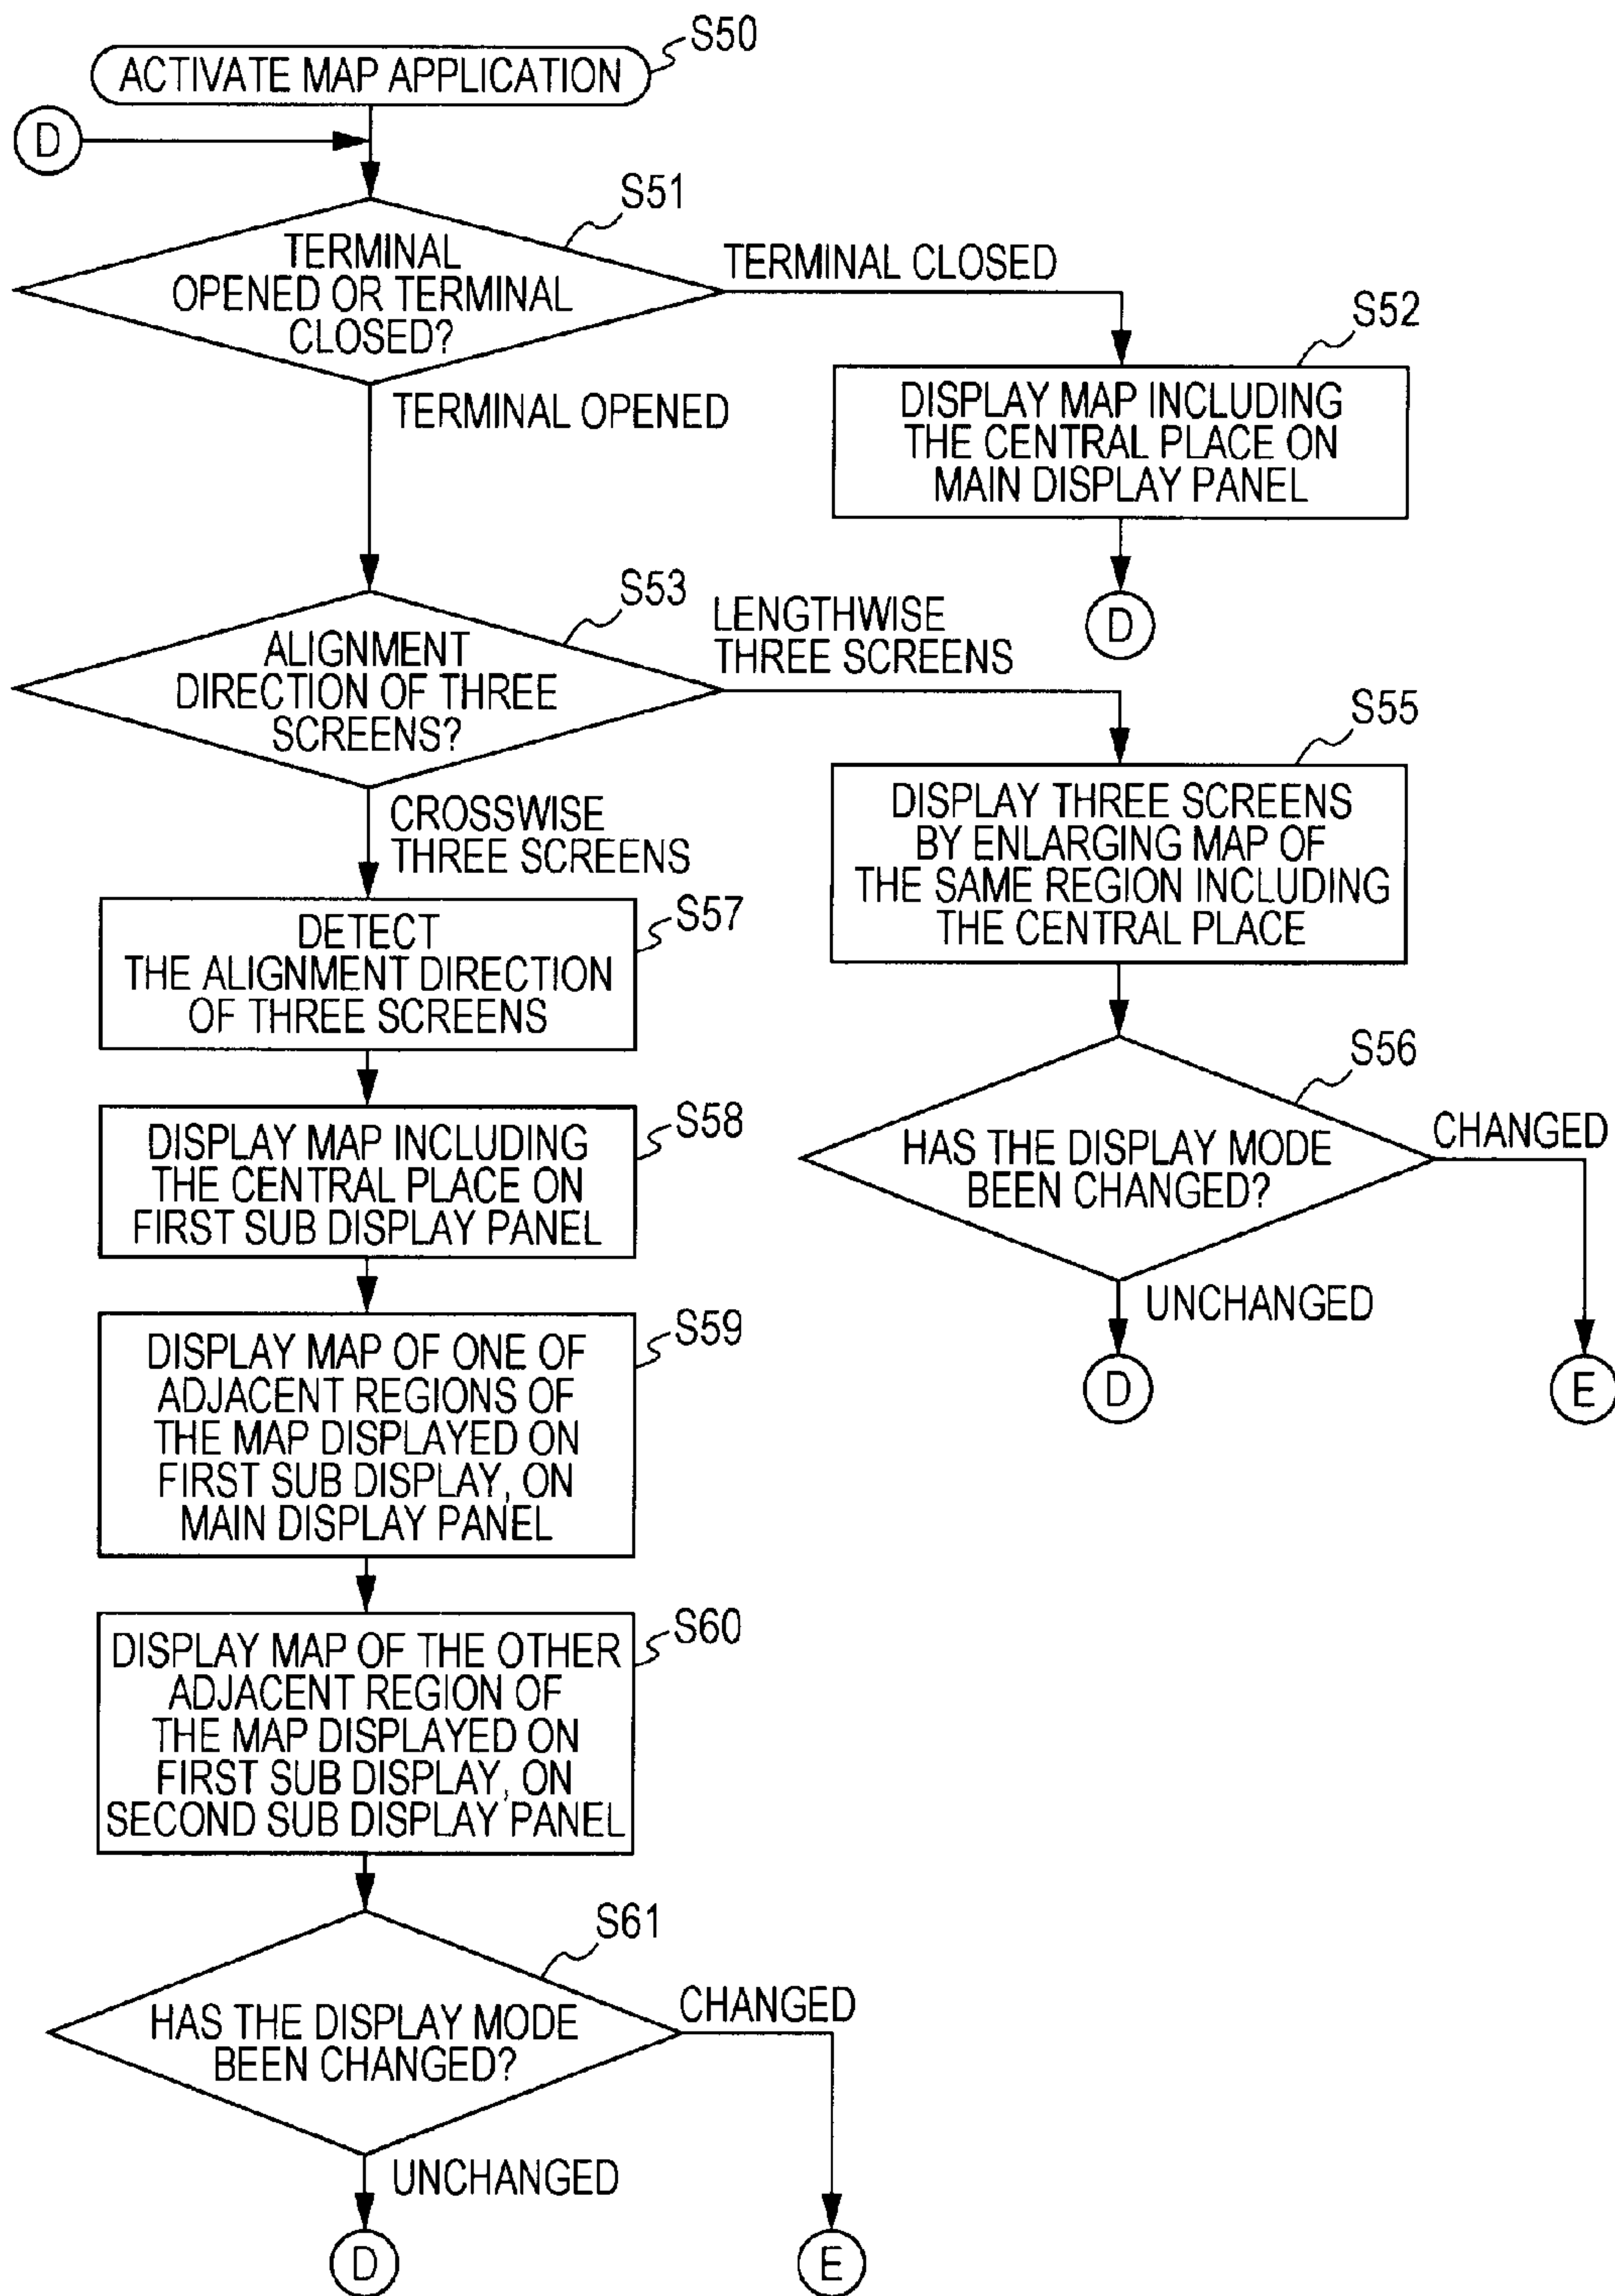 S50
ACTIVATE MAP APPLICATION
D
S51
TERMINAL
OPENED OR TERMINAL
CLOSED?
TERMINAL CLOSED
TERMINAL OPENED
S52
DISPLAY MAP INCLUDING
THE CENTRAL PLACE ON
MAIN DISPLAY PANEL
D
S53
ALIGNMENT
DIRECTION OF THREE
SCREENS?
LENGTHWISE
THREE SCREENS
CROSSWISE
THREE SCREENS
S55
DISPLAY THREE SCREENS
BY ENLARGING MAP OF
THE SAME REGION INCLUDING
THE CENTRAL PLACE
S56
HAS THE DISPLAY MODE
BEEN CHANGED?
CHANGED
UNCHANGED
D
E
S57
DETECT
THE ALIGNMENT DIRECTION
OF THREE SCREENS
S58
DISPLAY MAP INCLUDING
THE CENTRAL PLACE ON
FIRST SUB DISPLAY PANEL
S59
DISPLAY MAP OF ONE OF
ADJACENT REGIONS OF
THE MAP DISPLAYED ON
FIRST SUB DISPLAY, ON
MAIN DISPLAY PANEL
S60
DISPLAY MAP OF THE OTHER
ADJACENT REGION OF
THE MAP DISPLAYED ON
FIRST SUB DISPLAY, ON
SECOND SUB DISPLAY PANEL
S61
HAS THE DISPLAY MODE
BEEN CHANGED?
CHANGED
UNCHANGED
D
E